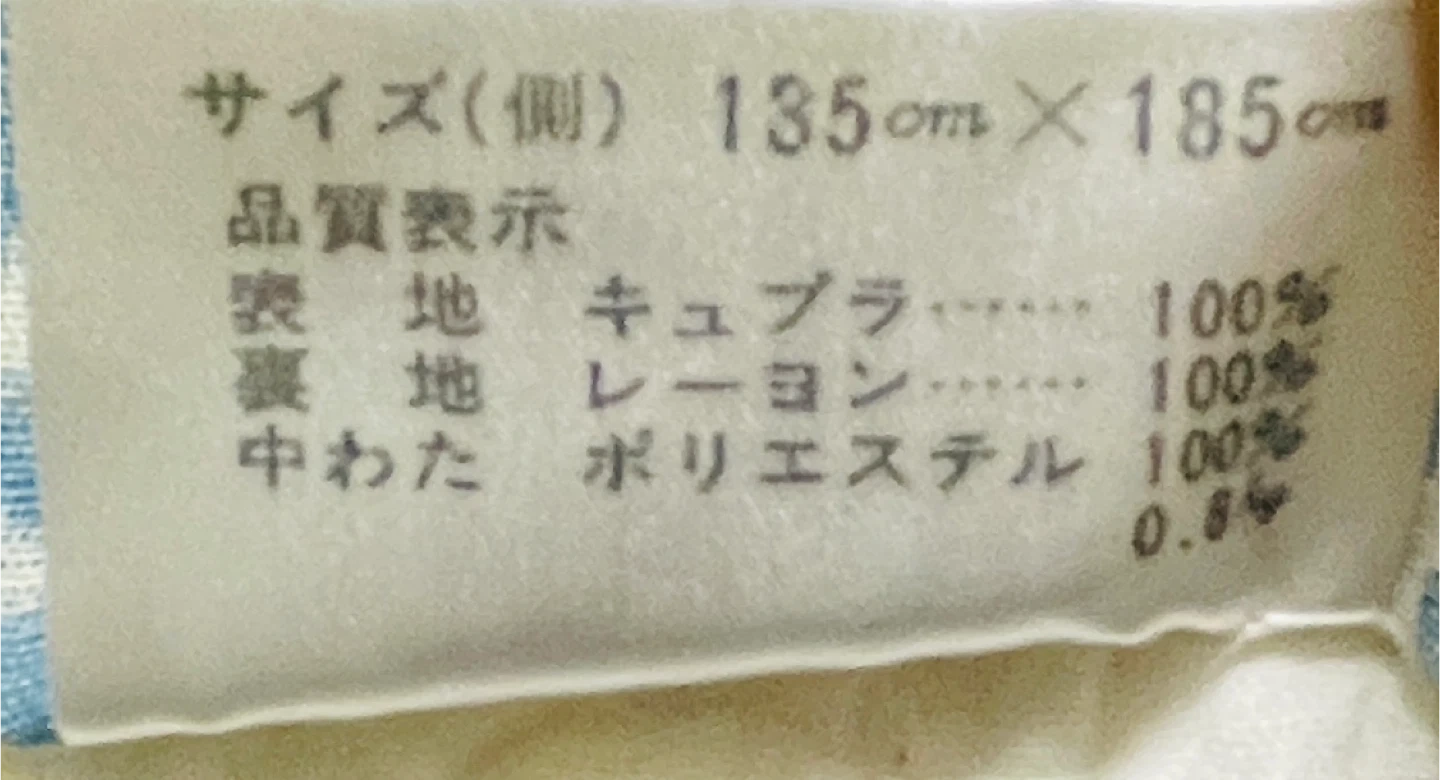 サイズ(側) 135cm×185cm
品質表示
表 地 キュプラ…… 100%
裏 地 レーヨン…… 100%
中わた ポリエステル 100%